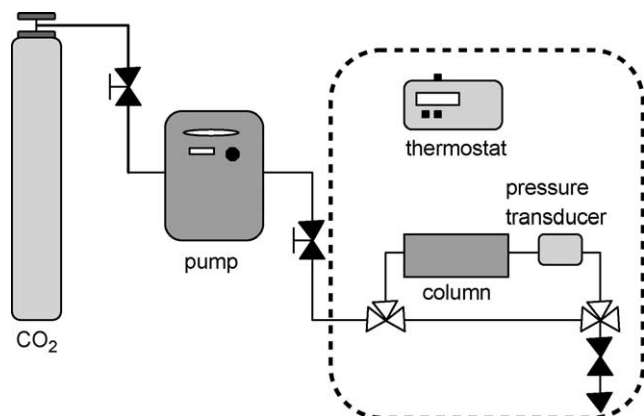 thermostat
pressure
transducer
pump
column
CO₂